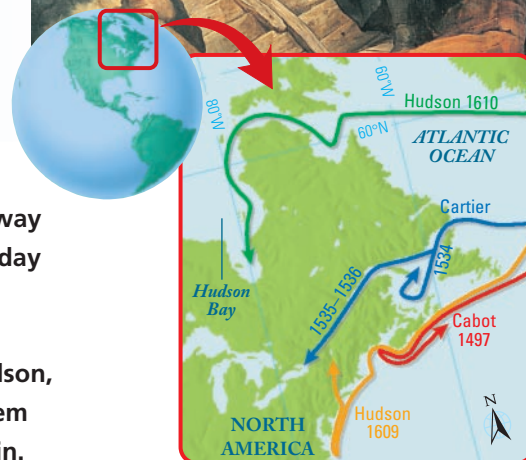 way
day
dson,
em
in.
80°W
60°W
60°N
Hudson 1610
ATLANTIC
OCEAN
Cartier
1534
1535–1536
Hudson
Bay
Cabot
1497
Hudson
1609
NORTH
AMERICA
N